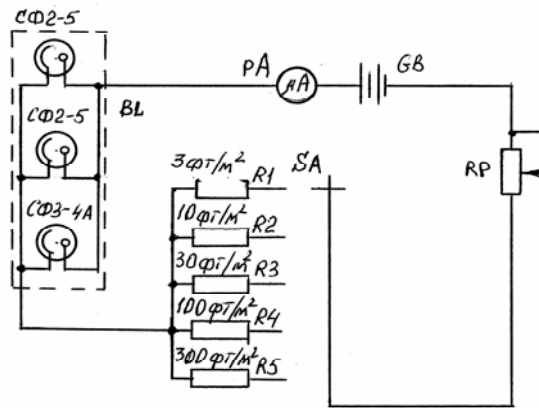 СФ2-5
СФ2-5
BL
СФ3-4А
PA
μA
GB
RP
SA
3фт/м²
R1
10фт/м²
R2
30фт/м²
R3
100фт/м²
R4
300фт/м²
R5